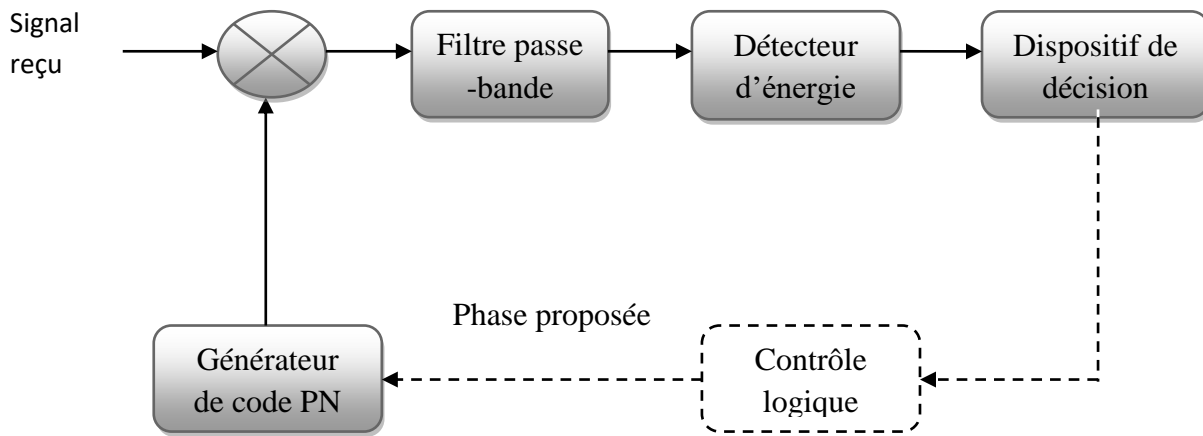 Signal
reçu
Filtre passe
-bande
Détecteur
d’énergie
Dispositif de
décision
Phase proposée
Générateur
de code PN
Contrôle
logique